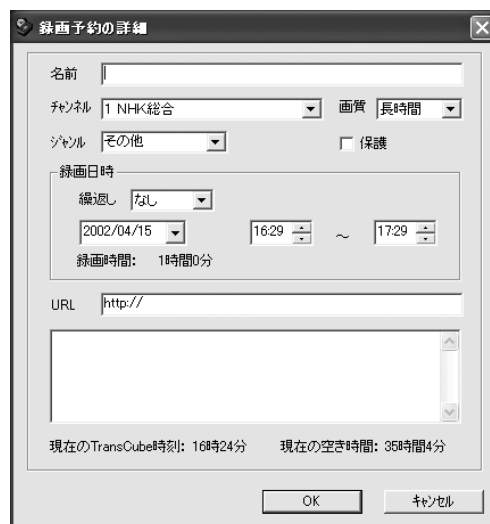 録画予約の詳細
名前
チャンネル 1 NHK総合 画質 長時間
ジャンル その他 保護
録画日時
繰返し なし
2002/04/15 16:29 ～ 17:29
録画時間: 1時間0分
URL http://
現在のTransCube時刻: 16時24分 現在の空き時間: 35時間4分
OK キャンセル